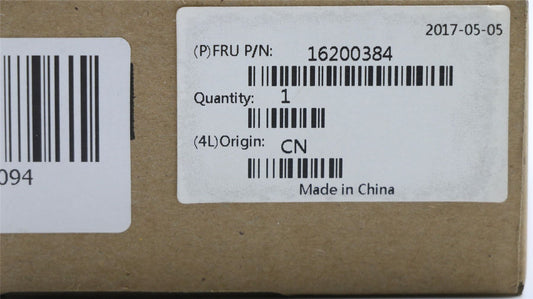 2017-05-05
(P)FRU P/N: 16200384
Quantity: 1
(4L)Origin: CN
Made in China
094